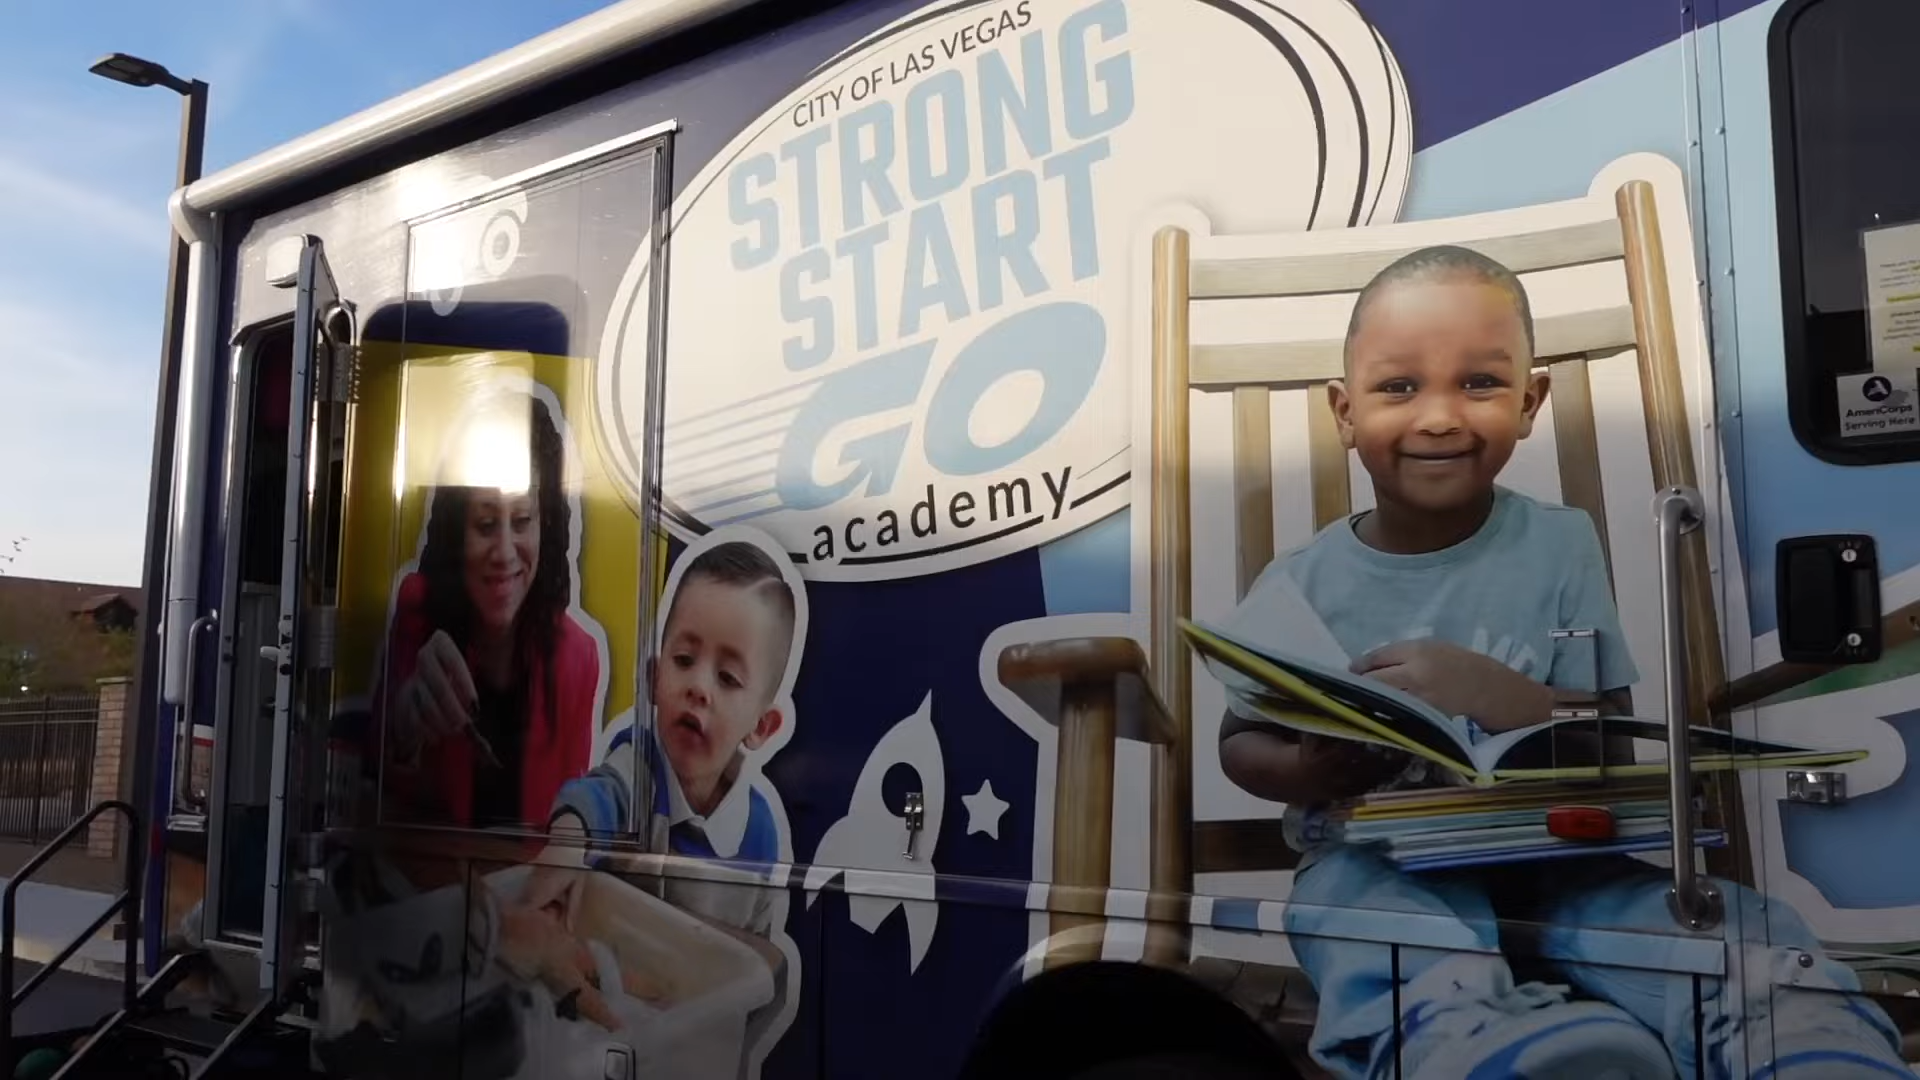 CITY OF LAS VEGAS
STRONG
START
GO
academy
AmeriCorps
Serving Here